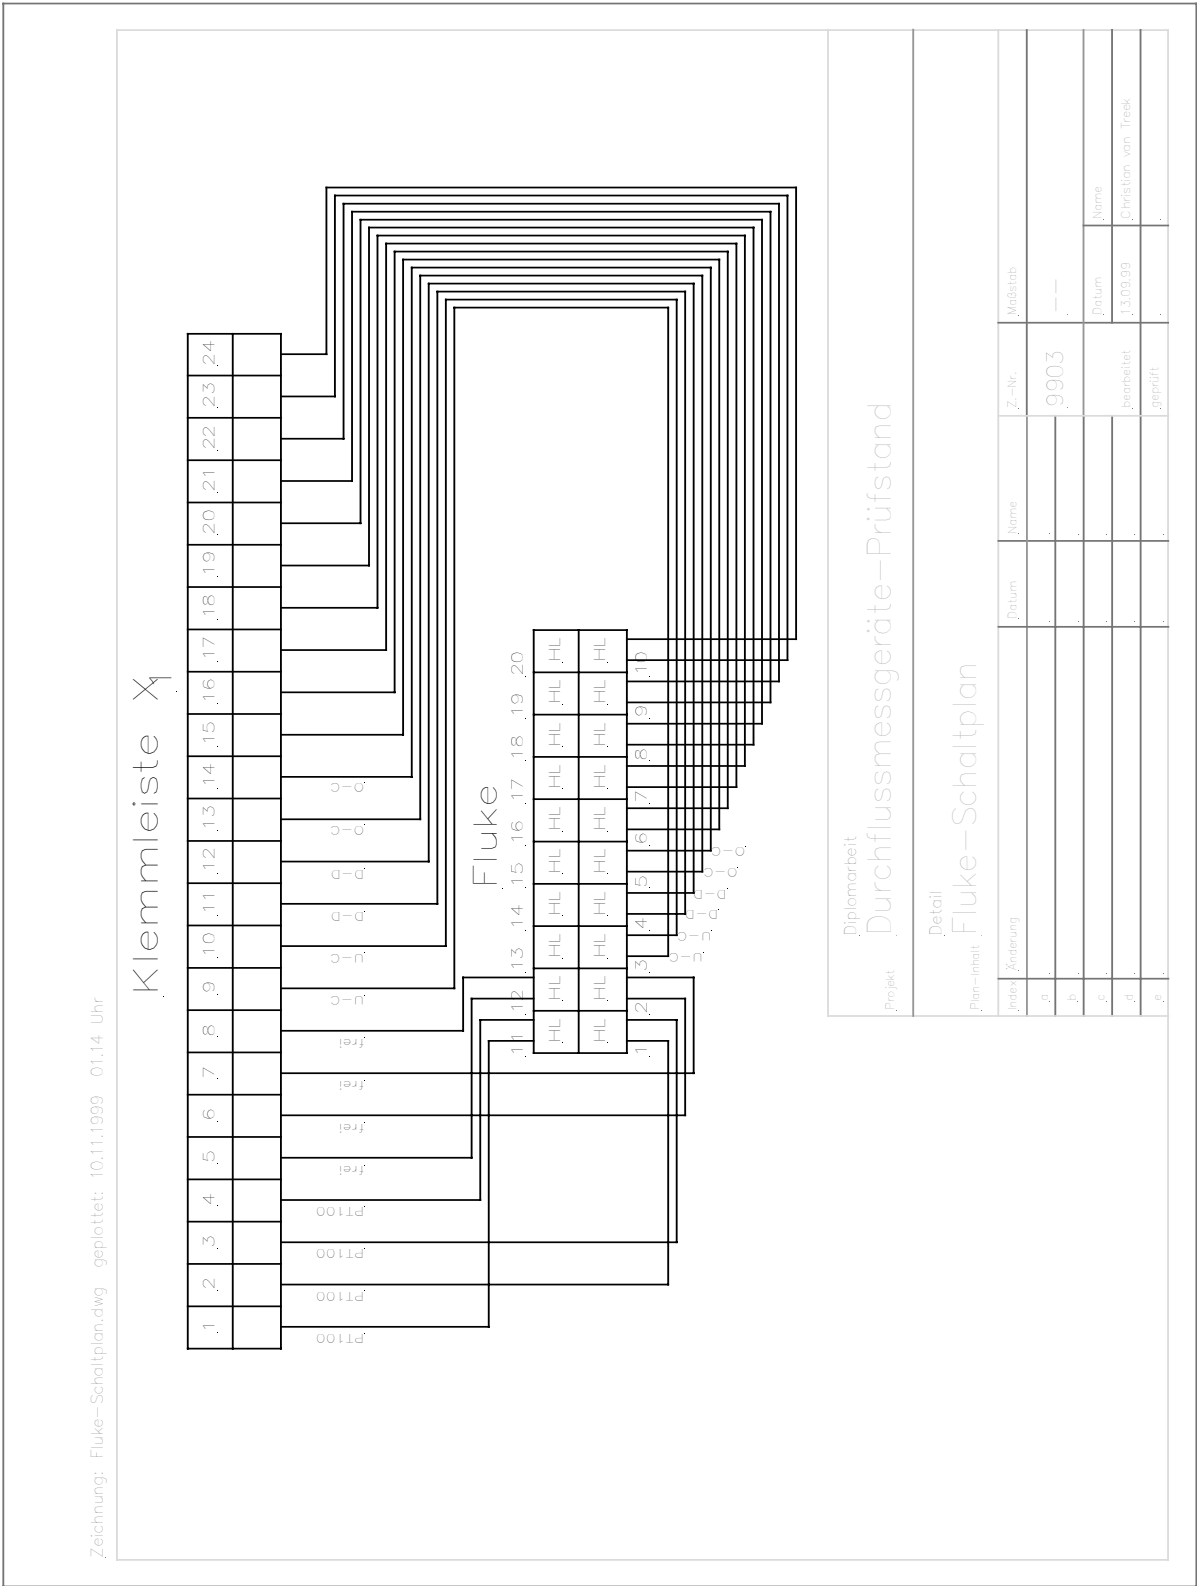 Zeichnung: Fluke-Schaltplan.dwg geplottet: 10.11.1999 01.14 Uhr
Klemmleiste X1
1 2 3 4 5 6 7 8 9 10 11 12 13 14 15 16 17 18 19 20 21 22 23 24
PT100 PT100 PT100 PT100 frei frei frei frei U-C U-C D-D D-D O-C O-C
Fluke
11 12 13 14 15 16 17 18 19 20
HL HL HL HL HL HL HL HL HL HL
HL HL HL HL HL HL HL HL HL HL
1 2 3 4 5 6 7 8 9 10
U-C U-C D-D D-D O-C O-C
Diplomarbeit
Projekt Durchflussmessgeräte-Prüfstand
Detail
Plan-Inhalt Fluke-Schaltplan
Index Änderung Datum Name Z.-Nr. Maßstab
a 9903 --
b
c Datum Name
d bearbeitet 13.09.99 Christian van Treek
e geprüft